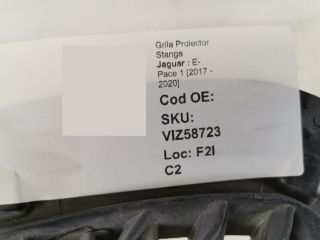 Grila Proiector
Stanga
Jaguar : E-
Pace 1 [2017 -
2020]
Cod OE:
SKU:
VIZ58723
Loc: F2I
C2